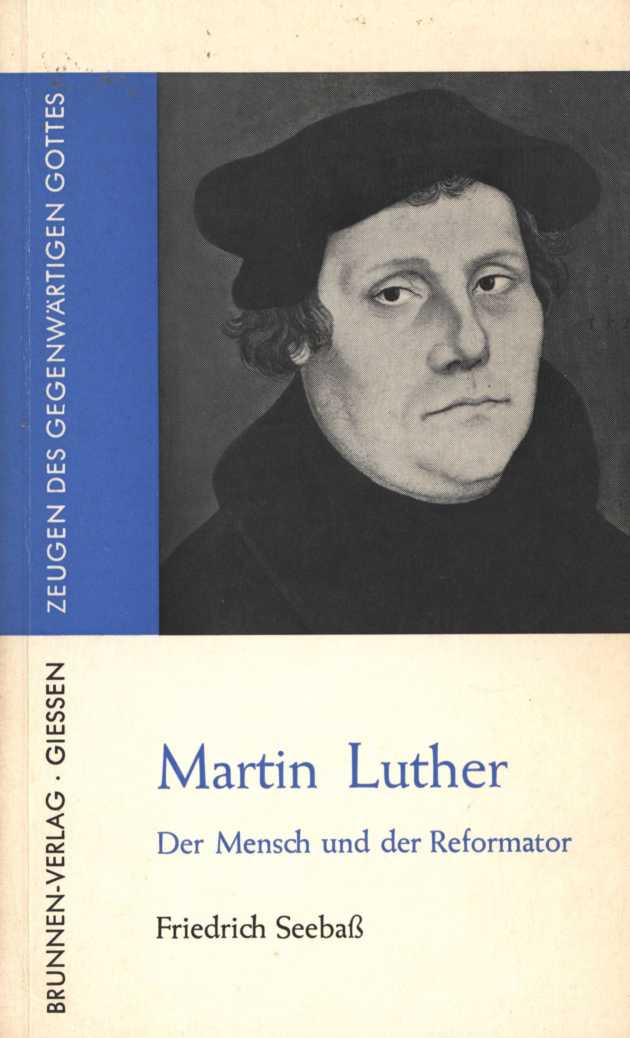 ZEUGEN DES GEGENWÄRTIGEN GOTTES
BRUNNEN-VERLAG · GIESSEN
Martin Luther
Der Mensch und der Reformator
Friedrich Seebaß